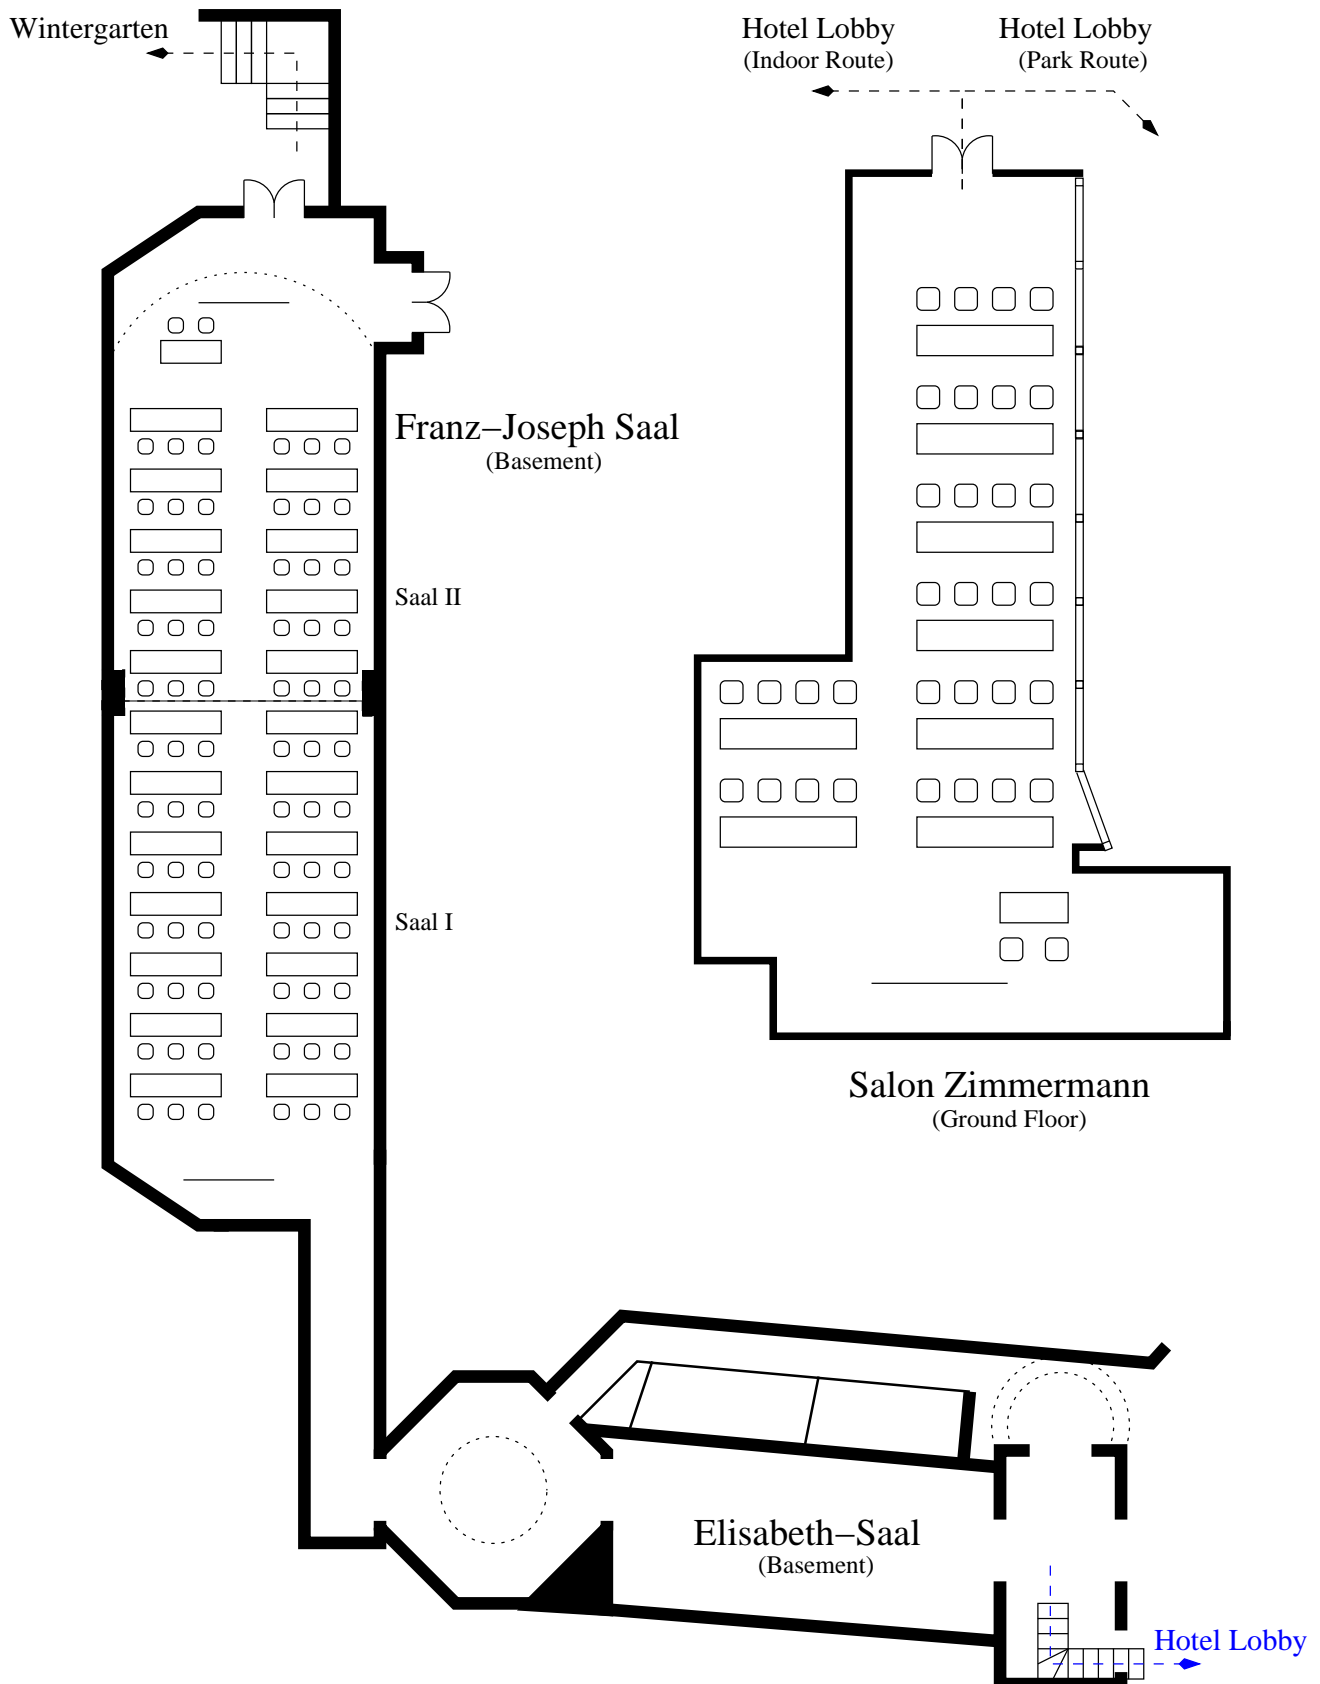 Wintergarten
Hotel Lobby
(Indoor Route)
Hotel Lobby
(Park Route)
Franz–Joseph Saal
(Basement)
Saal II
Saal I
Salon Zimmermann
(Ground Floor)
Elisabeth–Saal
(Basement)
Hotel Lobby